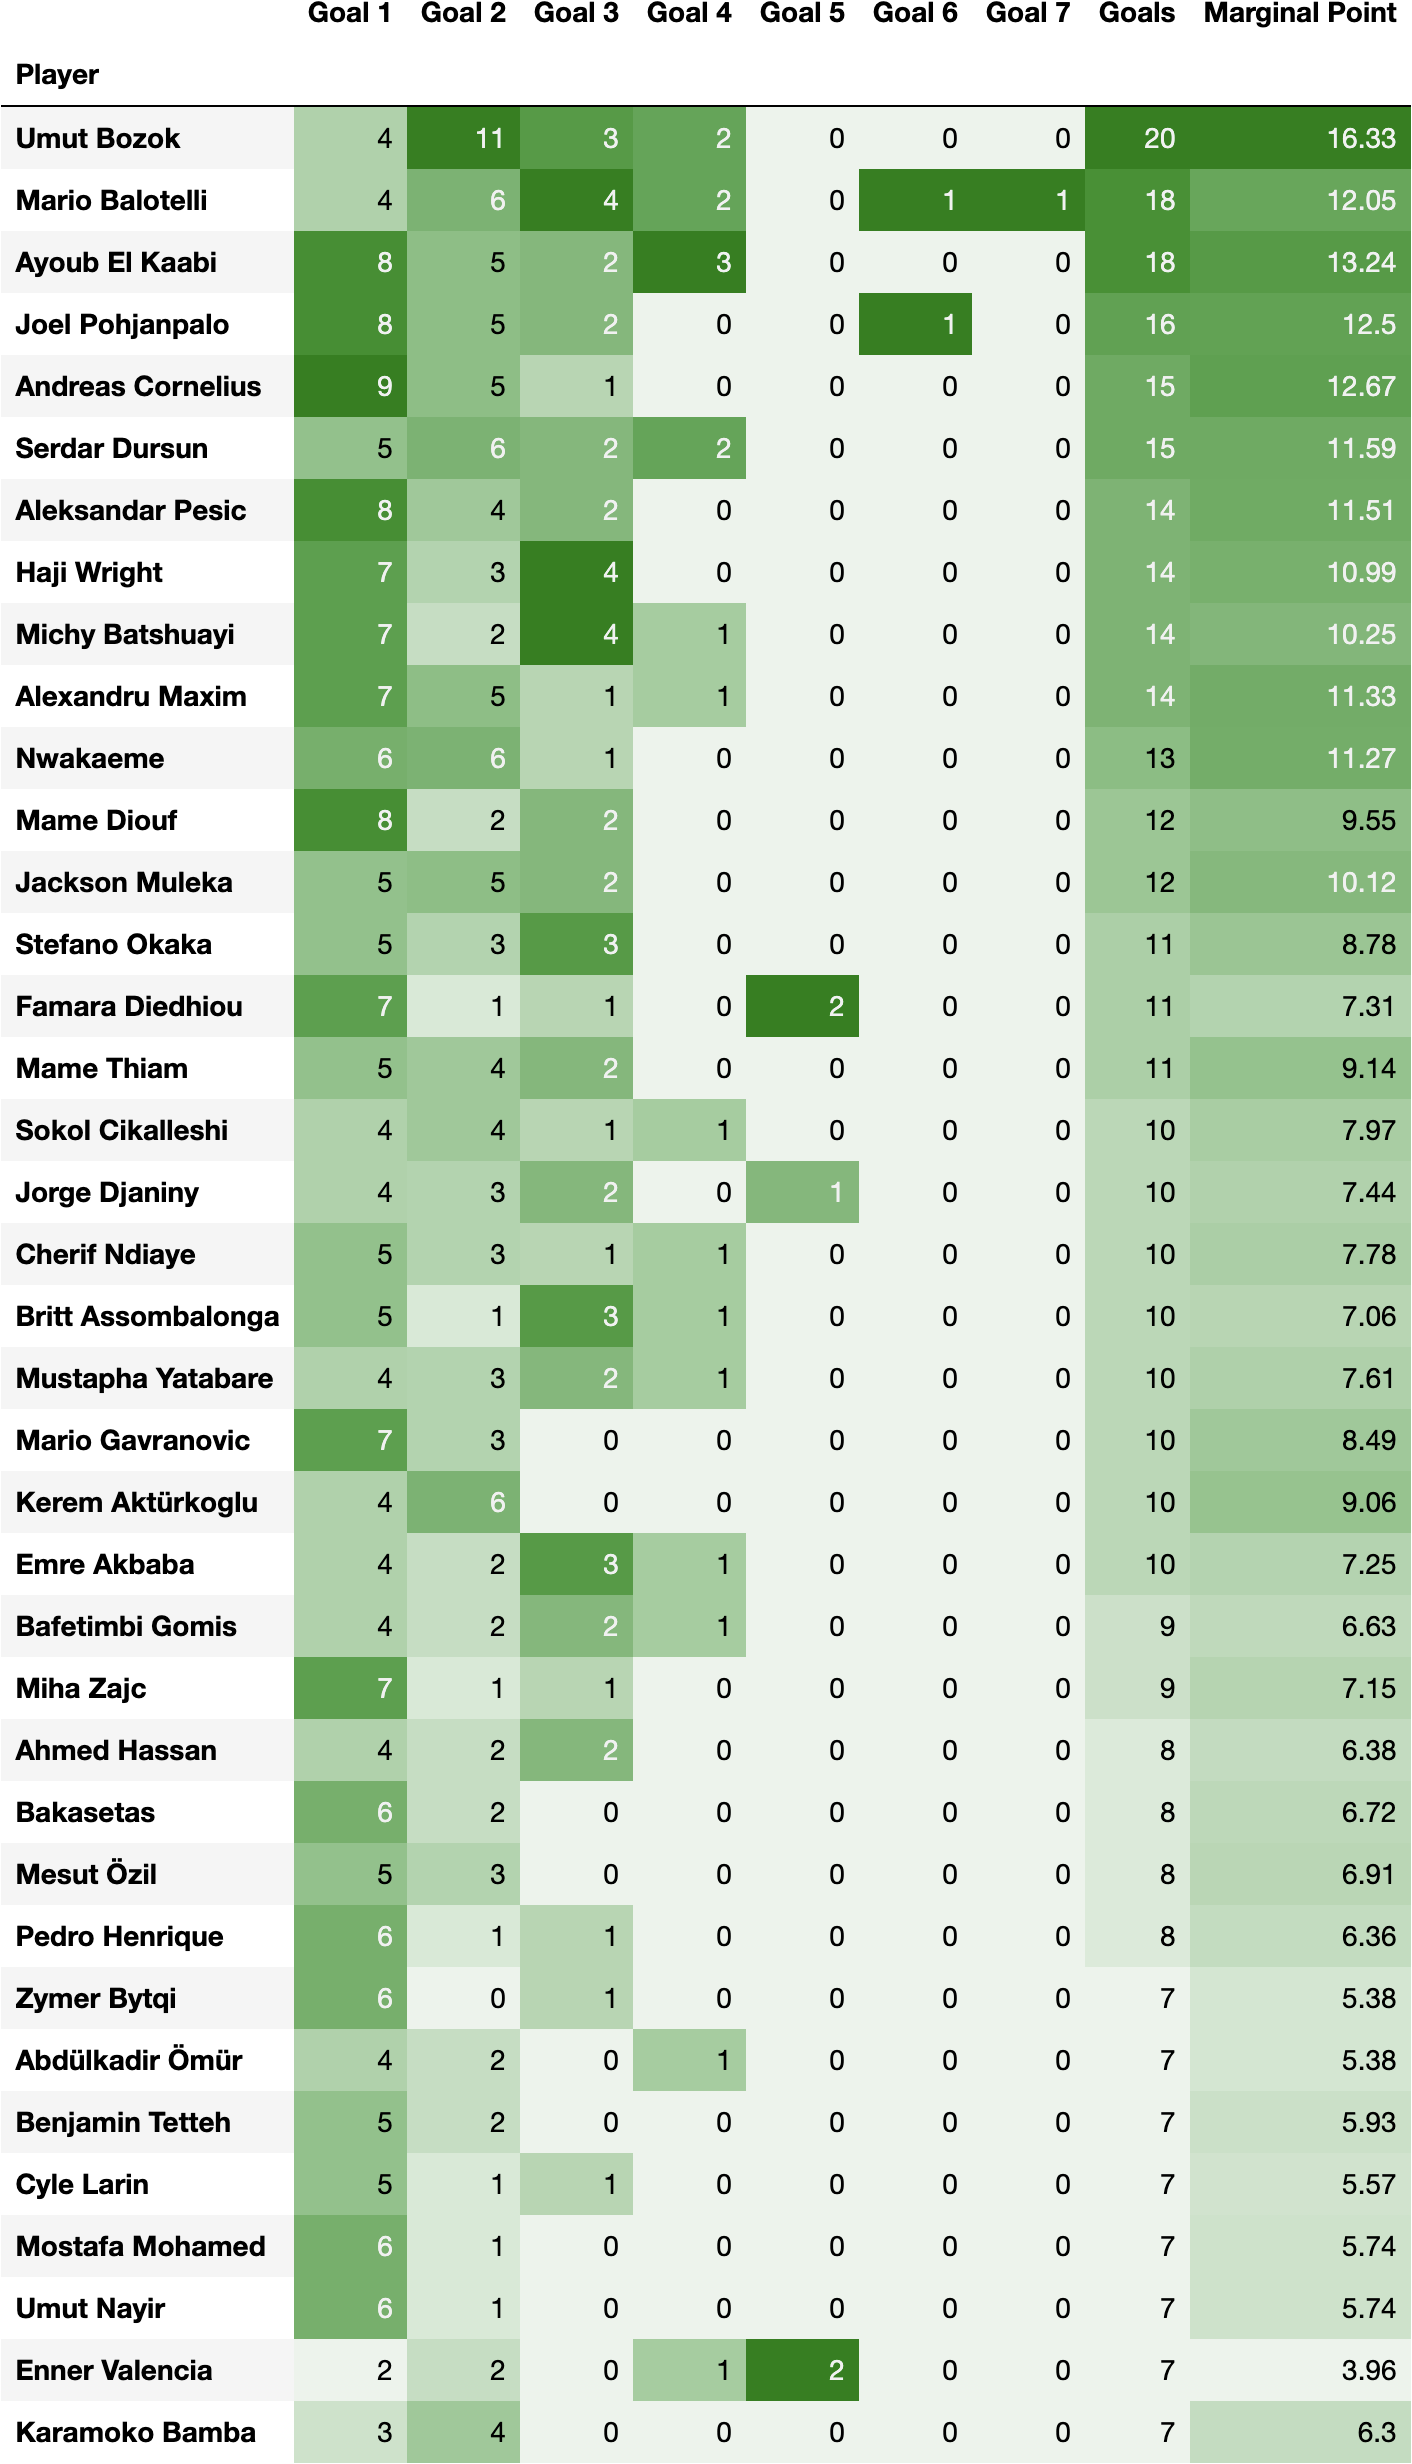 Goal 1 Goal 2 Goal 3 Goal 4 Goal 5 Goal 6 Goal 7 Goals Marginal Point
Player
Umut Bozok 4 11 3 2 0 0 0 20 16.33
Mario Balotelli 4 6 4 2 0 1 1 18 12.05
Ayoub El Kaabi 8 5 2 3 0 0 0 18 13.24
Joel Pohjanpalo 8 5 2 0 0 1 0 16 12.5
Andreas Cornelius 9 5 1 0 0 0 0 15 12.67
Serdar Dursun 5 6 2 2 0 0 0 15 11.59
Aleksandar Pesic 8 4 2 0 0 0 0 14 11.51
Haji Wright 7 3 4 0 0 0 0 14 10.99
Michy Batshuayi 7 2 4 1 0 0 0 14 10.25
Alexandru Maxim 7 5 1 1 0 0 0 14 11.33
Nwakaeme 6 6 1 0 0 0 0 13 11.27
Mame Diouf 8 2 2 0 0 0 0 12 9.55
Jackson Muleka 5 5 2 0 0 0 0 12 10.12
Stefano Okaka 5 3 3 0 0 0 0 11 8.78
Famara Diedhiou 7 1 1 0 2 0 0 11 7.31
Mame Thiam 5 4 2 0 0 0 0 11 9.14
Sokol Cikalleshi 4 4 1 1 0 0 0 10 7.97
Jorge Djaniny 4 3 2 0 1 0 0 10 7.44
Cherif Ndiaye 5 3 1 1 0 0 0 10 7.78
Britt Assombalonga 5 1 3 1 0 0 0 10 7.06
Mustapha Yatabare 4 3 2 1 0 0 0 10 7.61
Mario Gavranovic 7 3 0 0 0 0 0 10 8.49
Kerem Aktürkoglu 4 6 0 0 0 0 0 10 9.06
Emre Akbaba 4 2 3 1 0 0 0 10 7.25
Bafetimbi Gomis 4 2 2 1 0 0 0 9 6.63
Miha Zajc 7 1 1 0 0 0 0 9 7.15
Ahmed Hassan 4 2 2 0 0 0 0 8 6.38
Bakasetas 6 2 0 0 0 0 0 8 6.72
Mesut Özil 5 3 0 0 0 0 0 8 6.91
Pedro Henrique 6 1 1 0 0 0 0 8 6.36
Zymer Bytqi 6 0 1 0 0 0 0 7 5.38
Abdülkadir Ömür 4 2 0 1 0 0 0 7 5.38
Benjamin Tetteh 5 2 0 0 0 0 0 7 5.93
Cyle Larin 5 1 1 0 0 0 0 7 5.57
Mostafa Mohamed 6 1 0 0 0 0 0 7 5.74
Umut Nayir 6 1 0 0 0 0 0 7 5.74
Enner Valencia 2 2 0 1 2 0 0 7 3.96
Karamoko Bamba 3 4 0 0 0 0 0 7 6.3